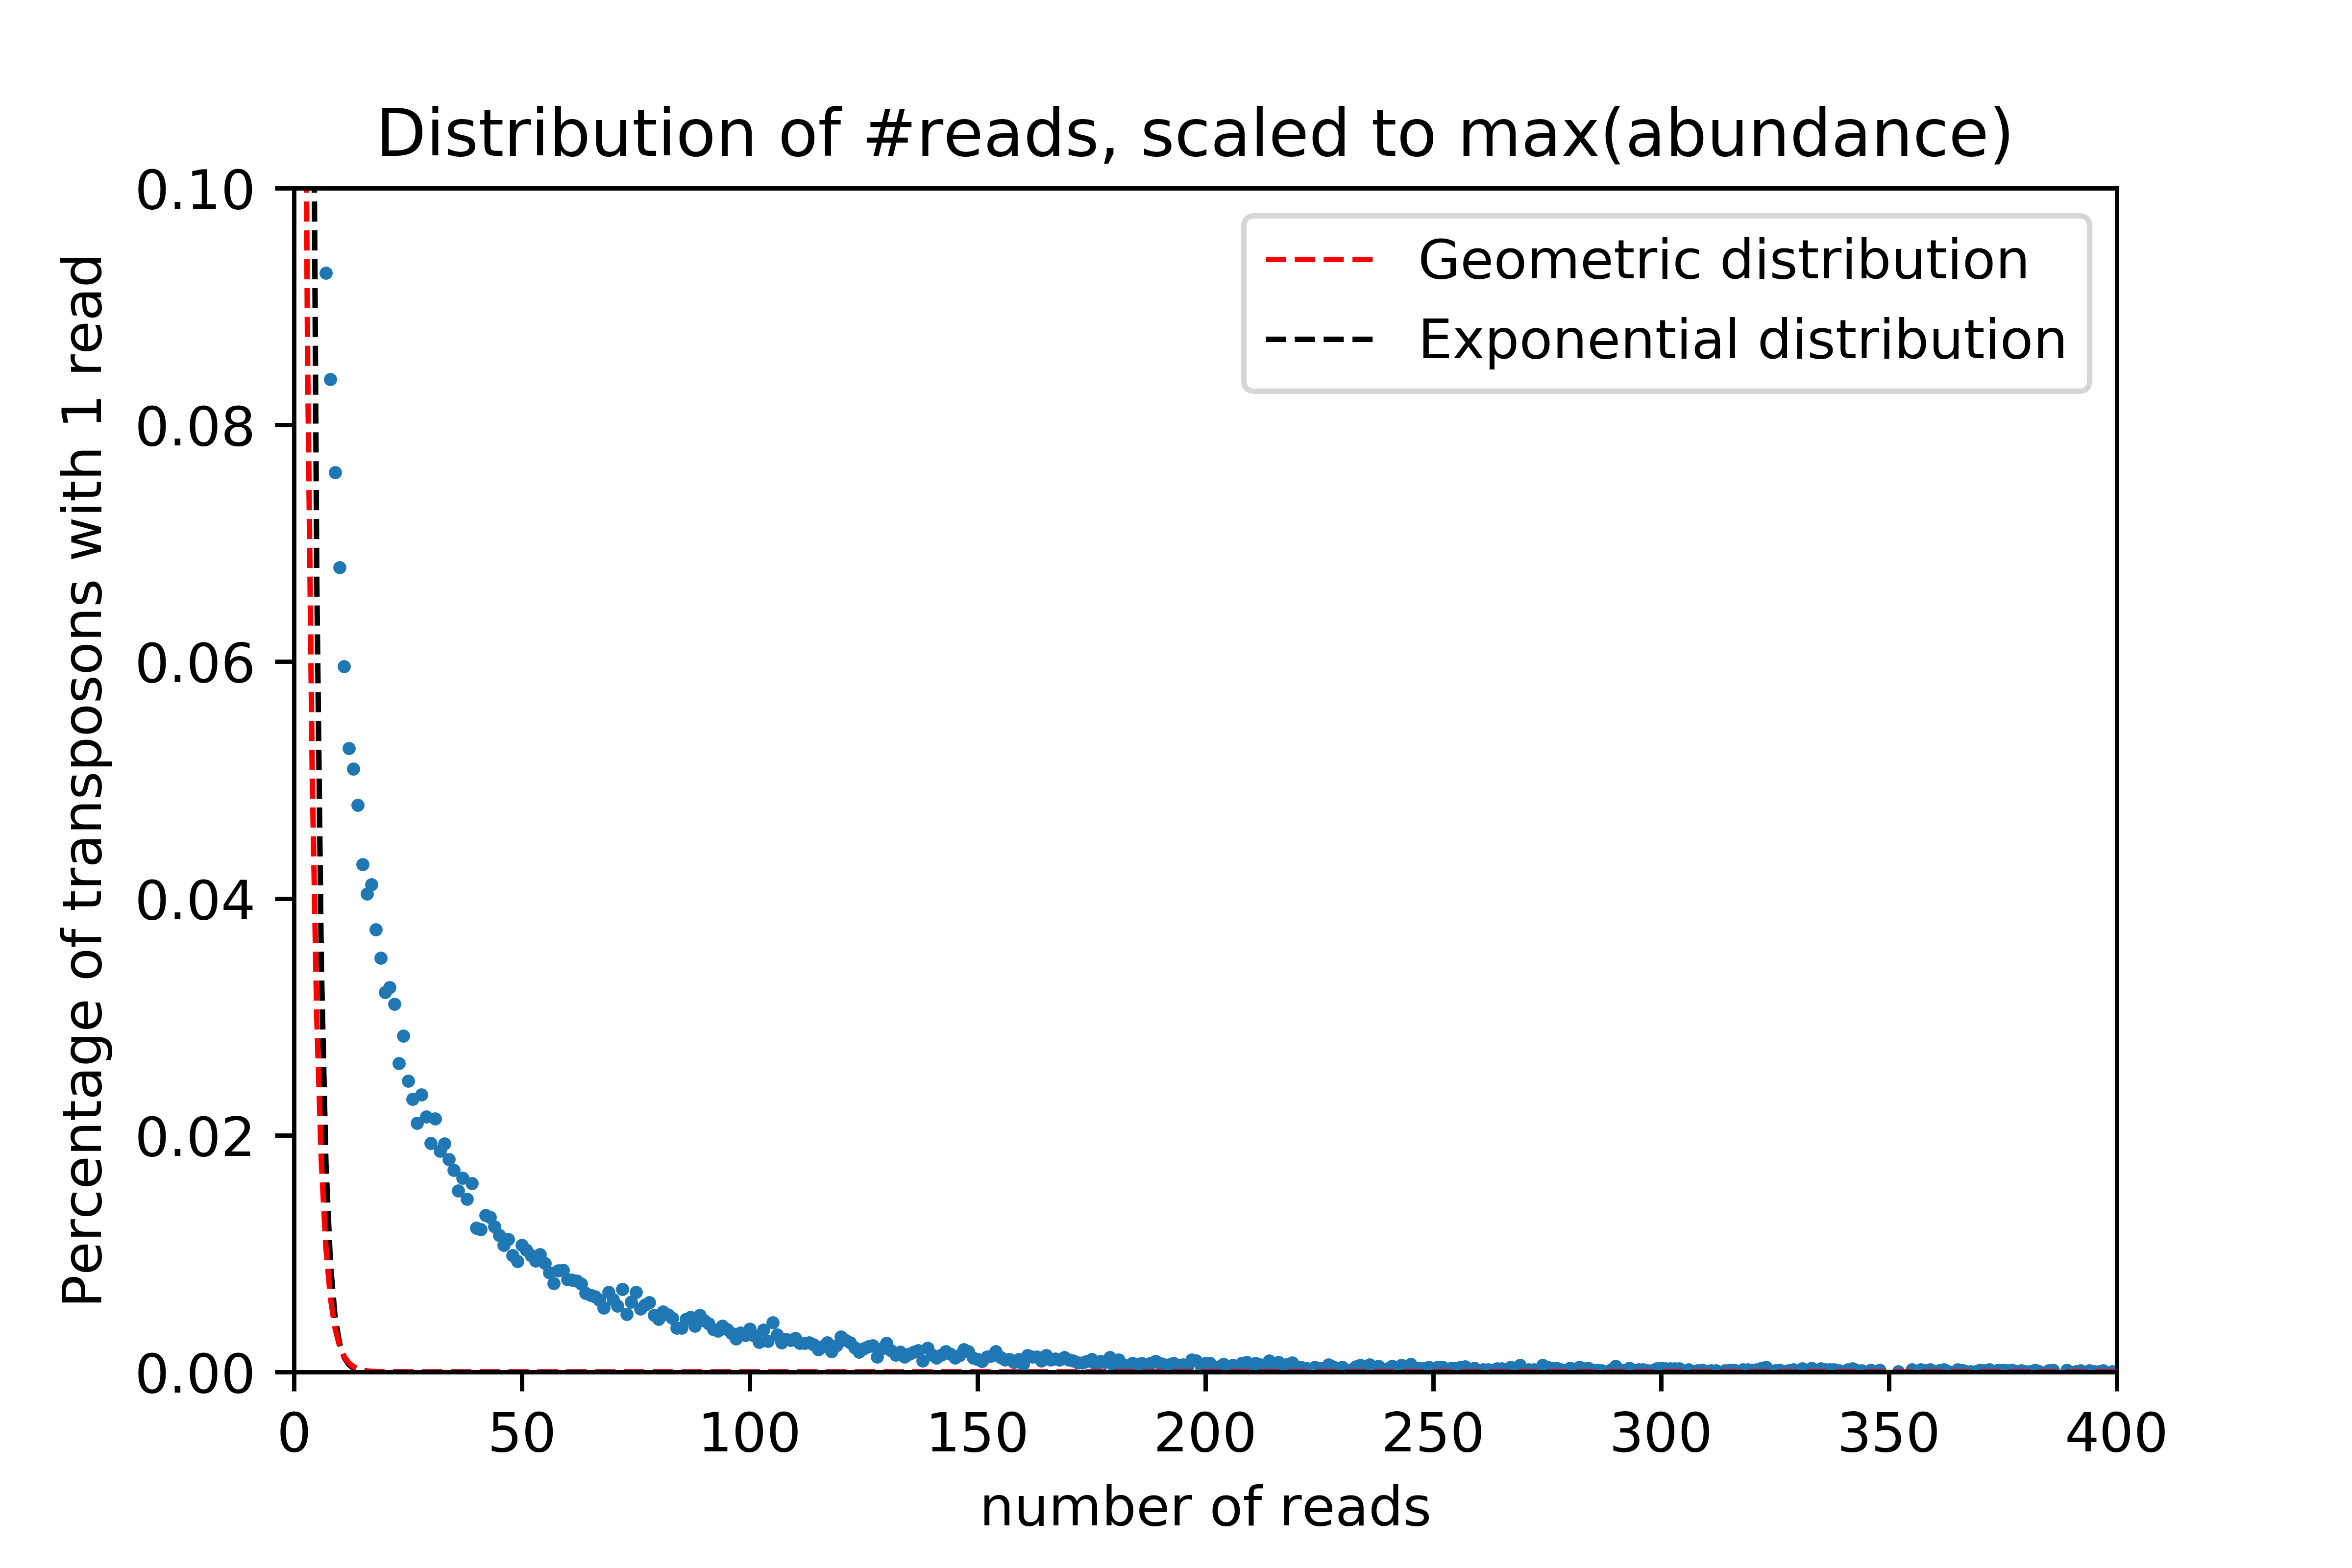 Distribution of #reads, scaled to max(abundance)
Percentage of transposons with 1 read
0.10
0.08
0.06
0.04
0.02
0.00
Geometric distribution
Exponential distribution
0 50 100 150 200 250 300 350 400
number of reads